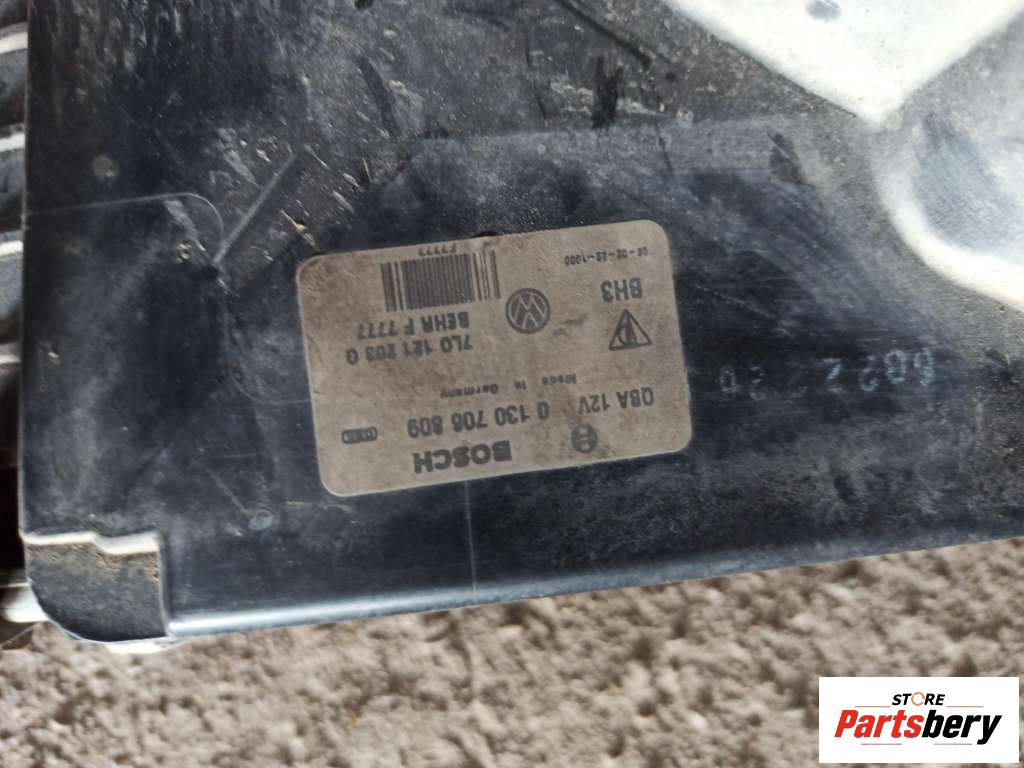 BOSCH
0 130 706 809
QBA 12V Made in Germany
7L0 121 203 G
BEHR F 7777
BH3
F7777
STORE
Partsbery